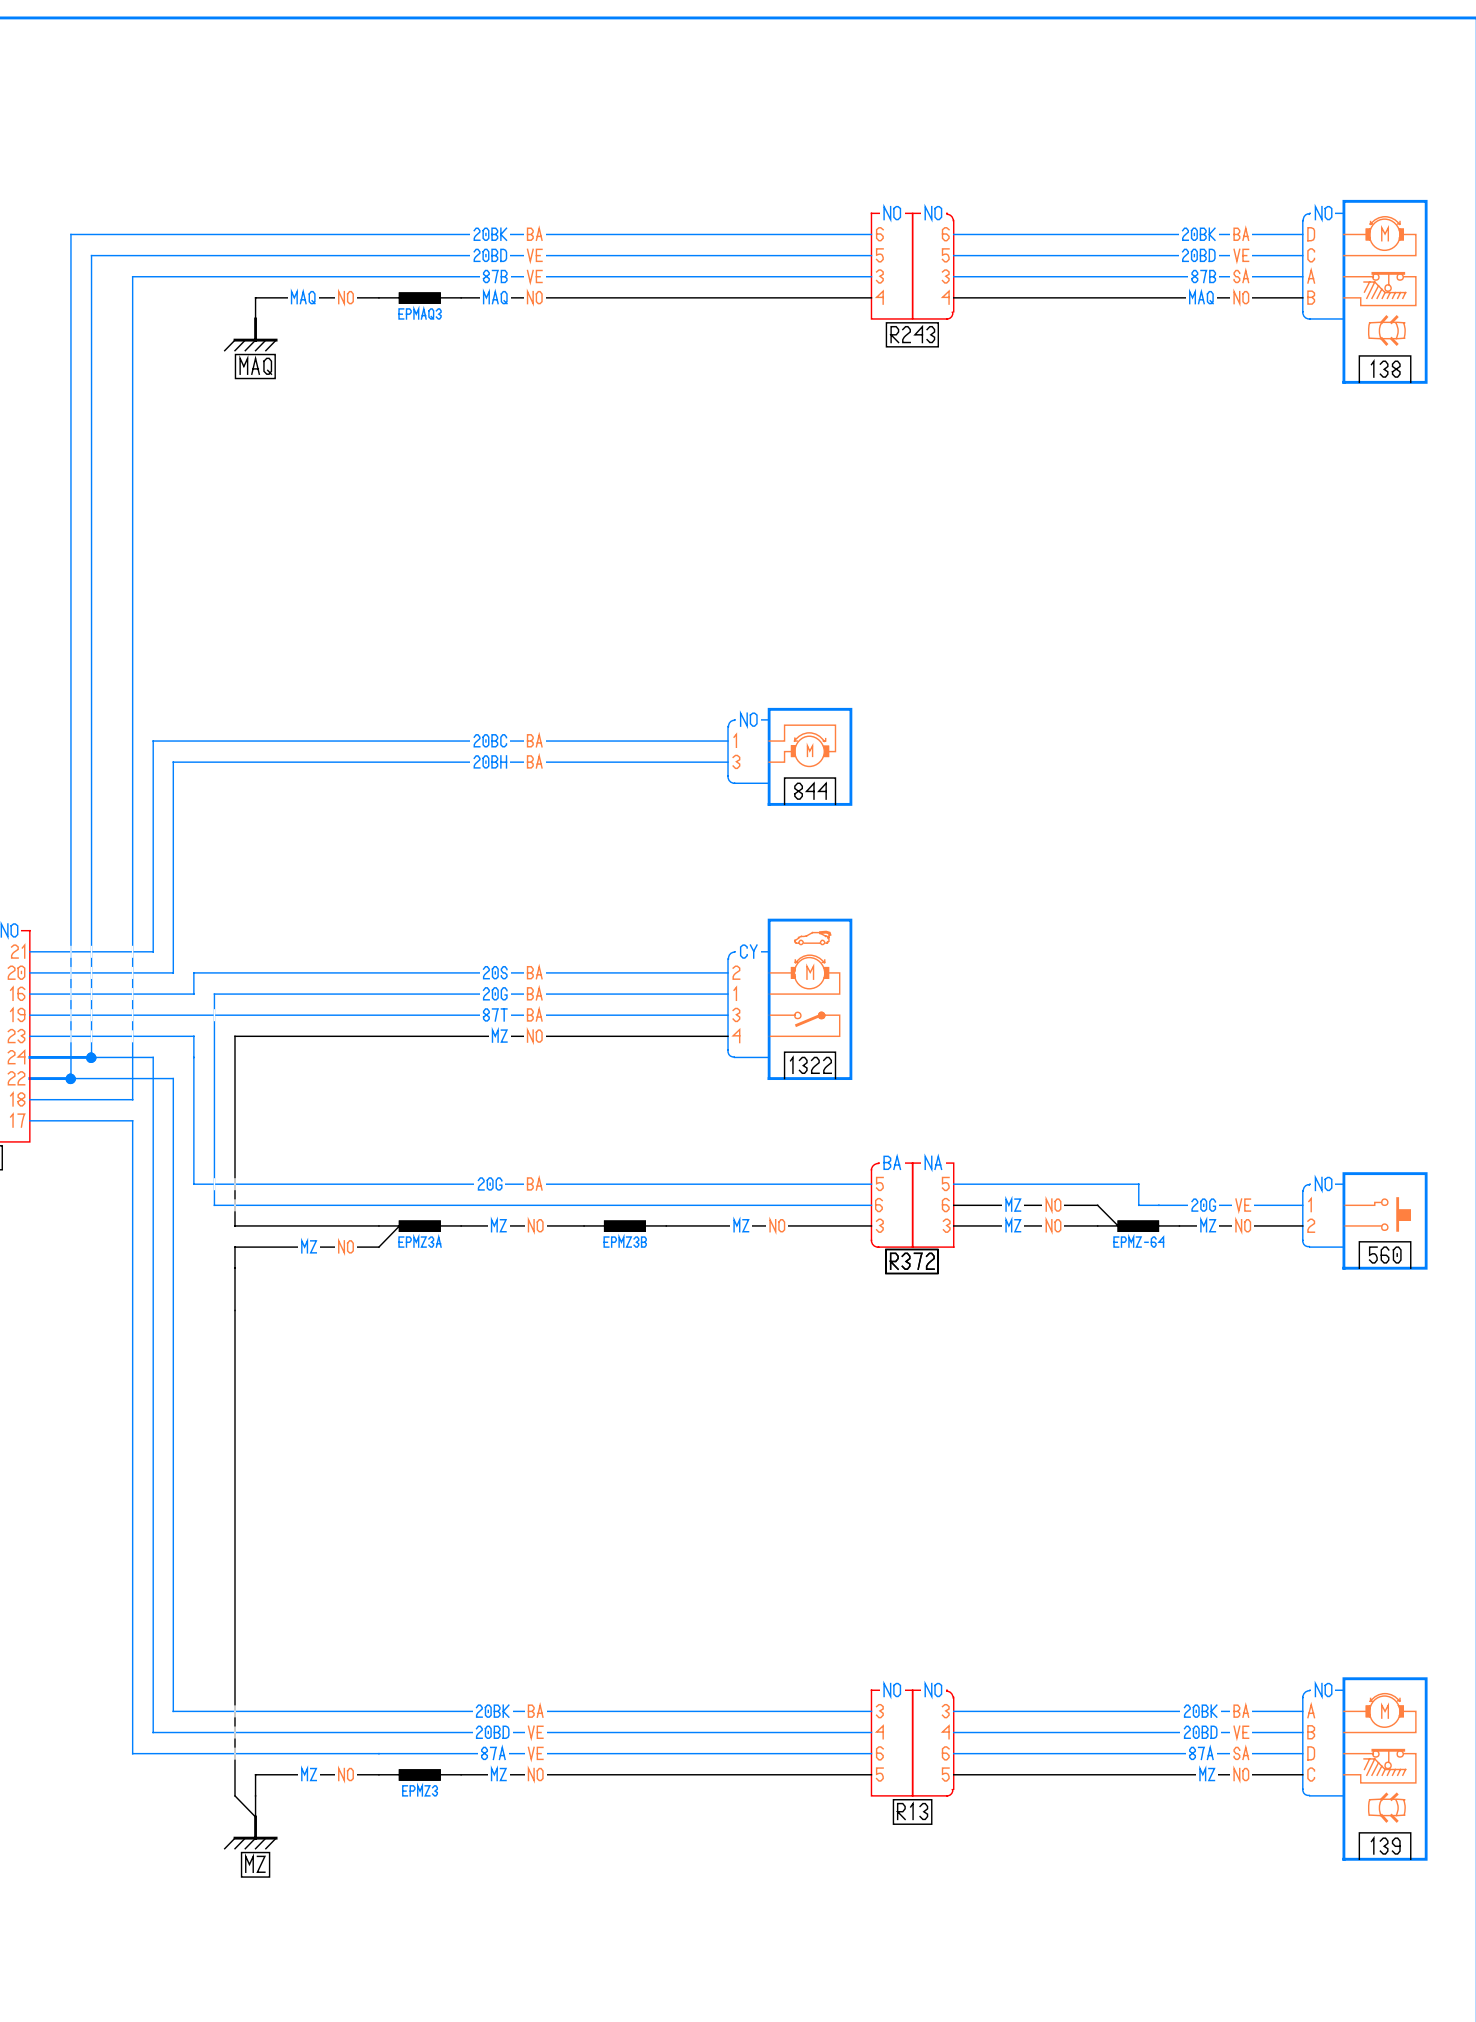 NO NO NO
20BK BA 6 6 20BK BA D M
20BD VE 5 5 20BD VE C
87B VE 3 3 87B SA A
MAQ NO MAQ NO 4 4 MAQ NO B
EPMAQ3
R243
MAQ
138
NO
20BC BA 1 M
20BH BA 3
844
NO
21 CY
20 20S BA 2 M
16 20G BA 1
19 87T BA 3
23 MZ NO 4
24
22 1322
18
17
BA NA
20G BA 5 5 NO
6 6 MZ NO 20G VE 1
MZ NO MZ NO 3 3 MZ NO MZ NO 2
EPMZ3A EPMZ3B EPMZ-64
MZ NO
R372 560
NO NO NO
20BK BA 3 3 20BK BA A M
20BD VE 4 4 20BD VE B
87A VE 6 6 87A SA D
MZ NO MZ NO 5 5 MZ NO C
EPMZ3
R13
139
MZ